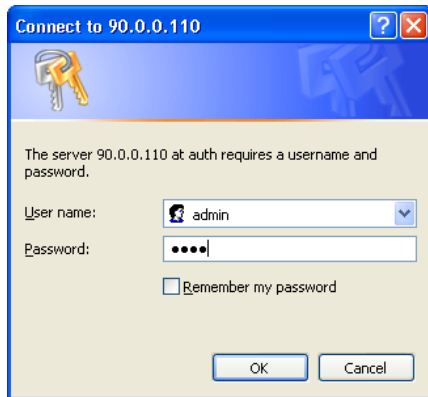 Connect to 90.0.0.110
The server 90.0.0.110 at auth requires a username and
password.
User name:
admin
Password:
••••
Remember my password
OK
Cancel